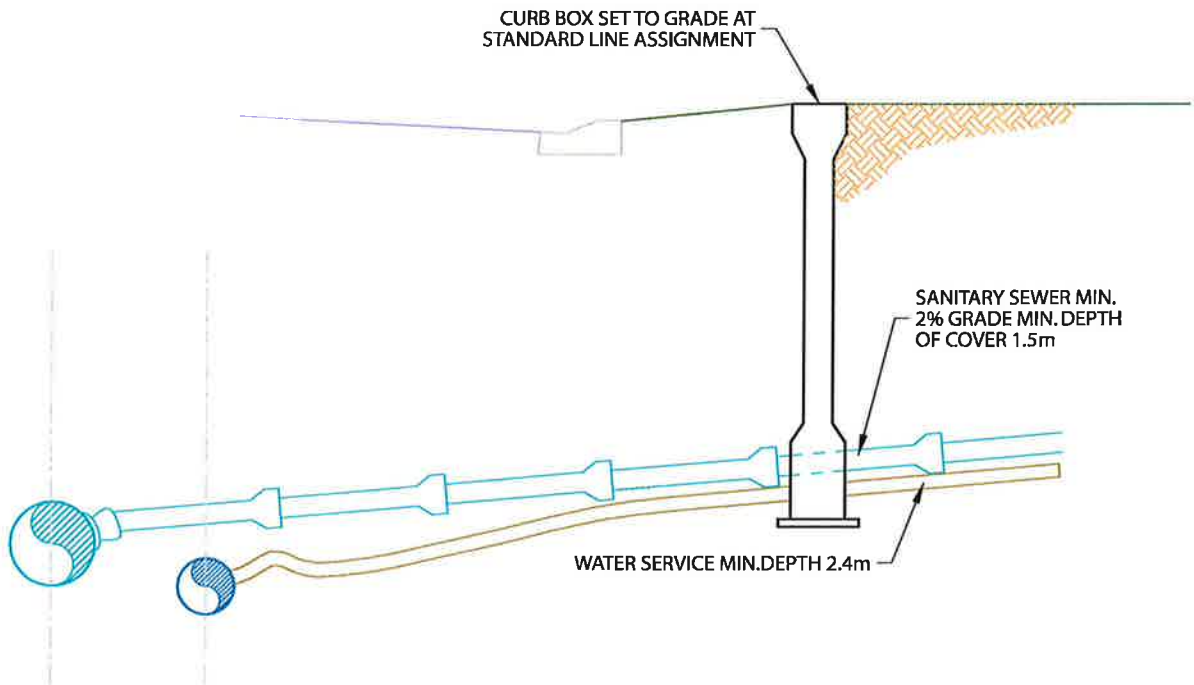 CURB BOX SET TO GRADE AT
STANDARD LINE ASSIGNMENT
SANITARY SEWER MIN.
2% GRADE MIN. DEPTH
OF COVER 1.5m
WATER SERVICE MIN.DEPTH 2.4m